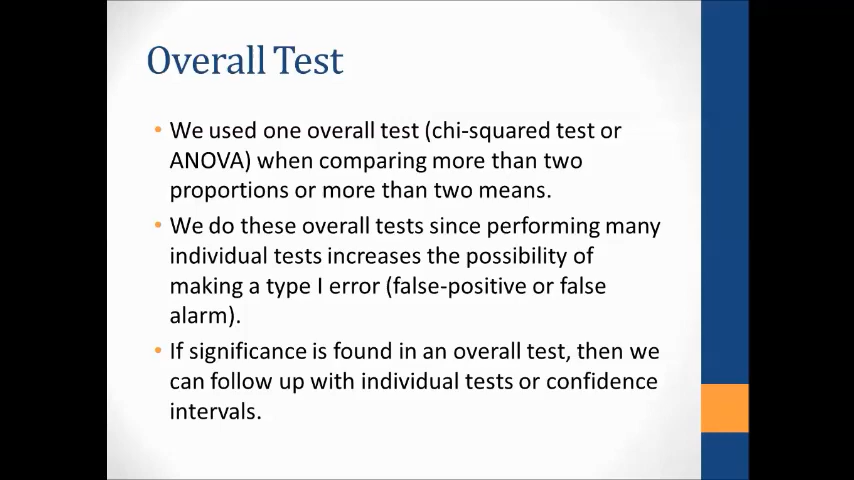 Overall Test
• We used one overall test (chi-squared test or
ANOVA) when comparing more than two
proportions or more than two means.
• We do these overall tests since performing many
individual tests increases the possibility of
making a type I error (false-positive or false
alarm).
• If significance is found in an overall test, then we
can follow up with individual tests or confidence
intervals.